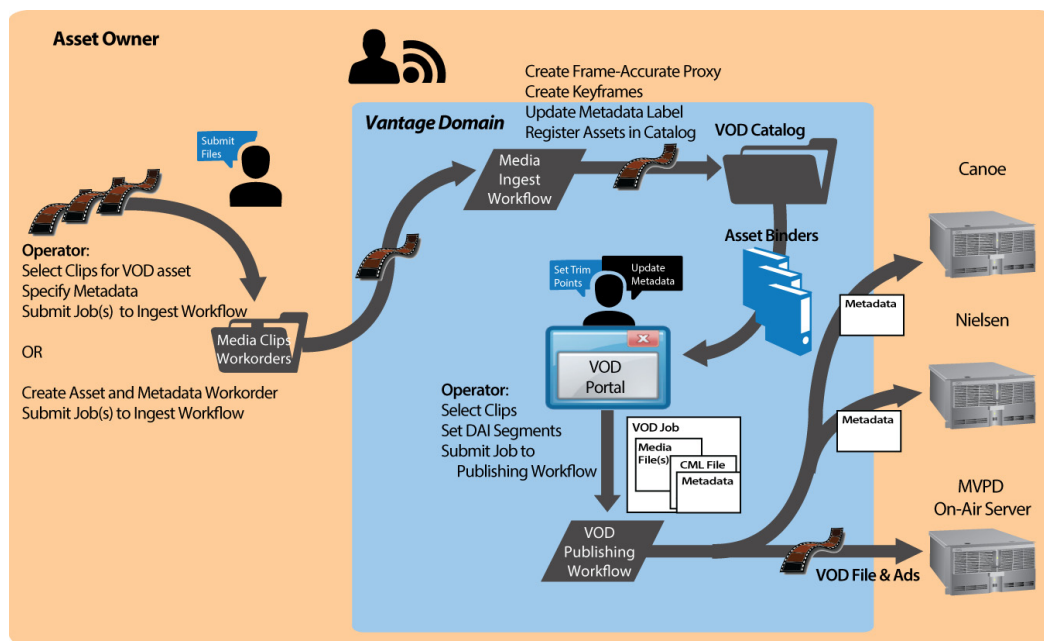 Asset Owner
Submit
Files
Operator:
Select Clips for VOD asset
Specify Metadata
Submit Job(s) to Ingest Workflow
OR
Create Asset and Metadata Workorder
Submit Job(s) to Ingest Workflow
Media Clips
Workorders
Create Frame-Accurate Proxy
Create Keyframes
Update Metadata Label
Register Assets in Catalog
Vantage Domain
Media
Ingest
Workflow
VOD Catalog
Asset Binders
Set Trim
Points
Update
Metadata
VOD
Portal
Operator:
Select Clips
Set DAI Segments
Submit Job to
Publishing Workflow
VOD Job
Media
File(s)
CML File
Metadata
VOD
Publishing
Workflow
Canoe
Metadata
Nielsen
Metadata
MVPD
On-Air Server
VOD File & Ads